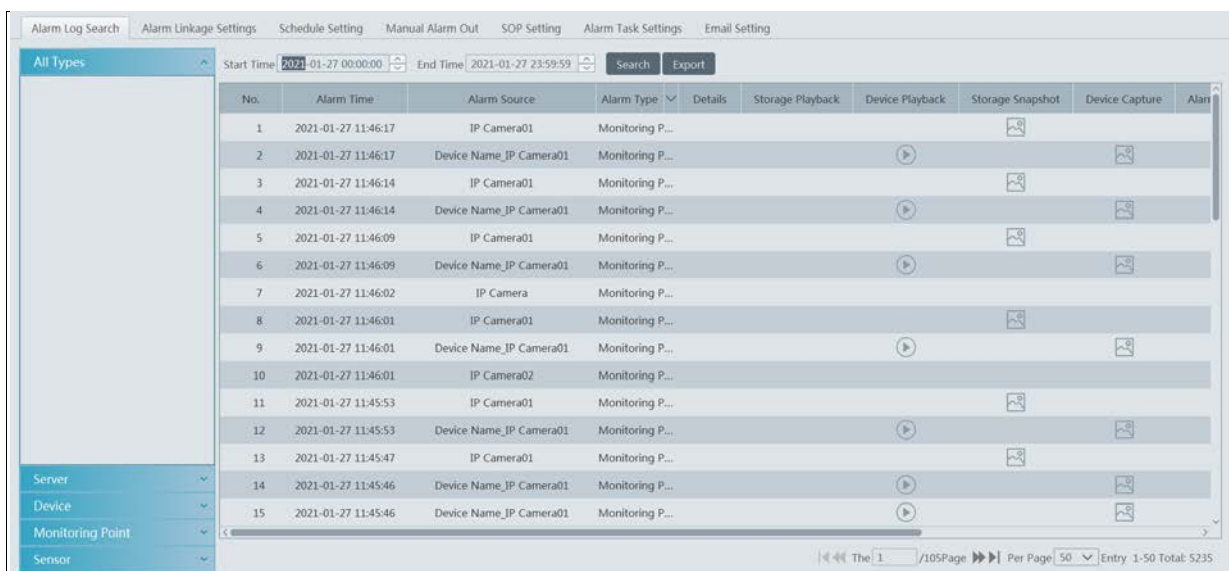 Alarm Log Search Alarm Linkage Settings Schedule Setting Manual Alarm Out SOP Setting Alarm Task Settings Email Setting
All Types
Start Time 2021-01-27 00:00:00 End Time 2021-01-27 23:59:59 Search Export
No. Alarm Time Alarm Source Alarm Type Details Storage Playback Device Playback Storage Snapshot Device Capture
1 2021-01-27 11:46:17 IP Camera01 Monitoring P...
2 2021-01-27 11:46:17 Device Name_IP Camera01 Monitoring P...
3 2021-01-27 11:46:14 IP Camera01 Monitoring P...
4 2021-01-27 11:46:14 Device Name_IP Camera01 Monitoring P...
5 2021-01-27 11:46:09 IP Camera01 Monitoring P...
6 2021-01-27 11:46:09 Device Name_IP Camera01 Monitoring P...
7 2021-01-27 11:46:02 IP Camera Monitoring P...
8 2021-01-27 11:46:01 IP Camera01 Monitoring P...
9 2021-01-27 11:46:01 Device Name_IP Camera01 Monitoring P...
10 2021-01-27 11:46:01 IP Camera02 Monitoring P...
11 2021-01-27 11:45:53 IP Camera01 Monitoring P...
12 2021-01-27 11:45:53 Device Name_IP Camera01 Monitoring P...
13 2021-01-27 11:45:47 IP Camera01 Monitoring P...
14 2021-01-27 11:45:46 Device Name_IP Camera01 Monitoring P...
15 2021-01-27 11:45:46 Device Name_IP Camera01 Monitoring P...
Server
Device
Monitoring Point
Sensor
The 1 /105Page Per Page 50 Entry 1-50 Total: 5235